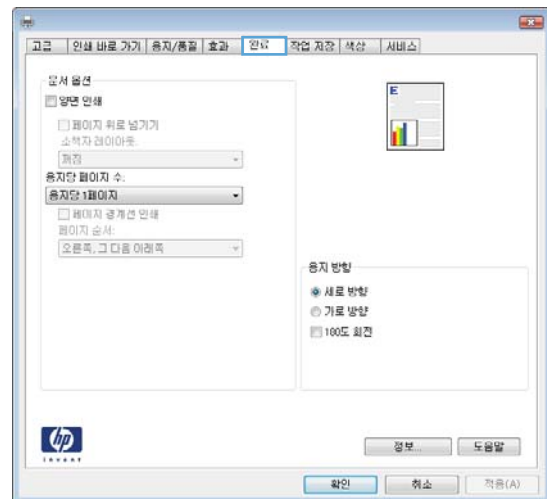 고급 인쇄 바로 가기 용지/품질 효과 완료 작업 저장 색상 서비스
문서 옵션
양면 인쇄
페이지 위로 넘기기
소책자 레이아웃:
꺼짐
용지당 페이지 수:
용지당 1페이지
페이지 경계선 인쇄
페이지 순서:
오른쪽, 그 다음 아래쪽
E
용지 방향
세로 방향
가로 방향
180도 회전
hp
invent
정보...
도움말
확인
취소
적용(A)